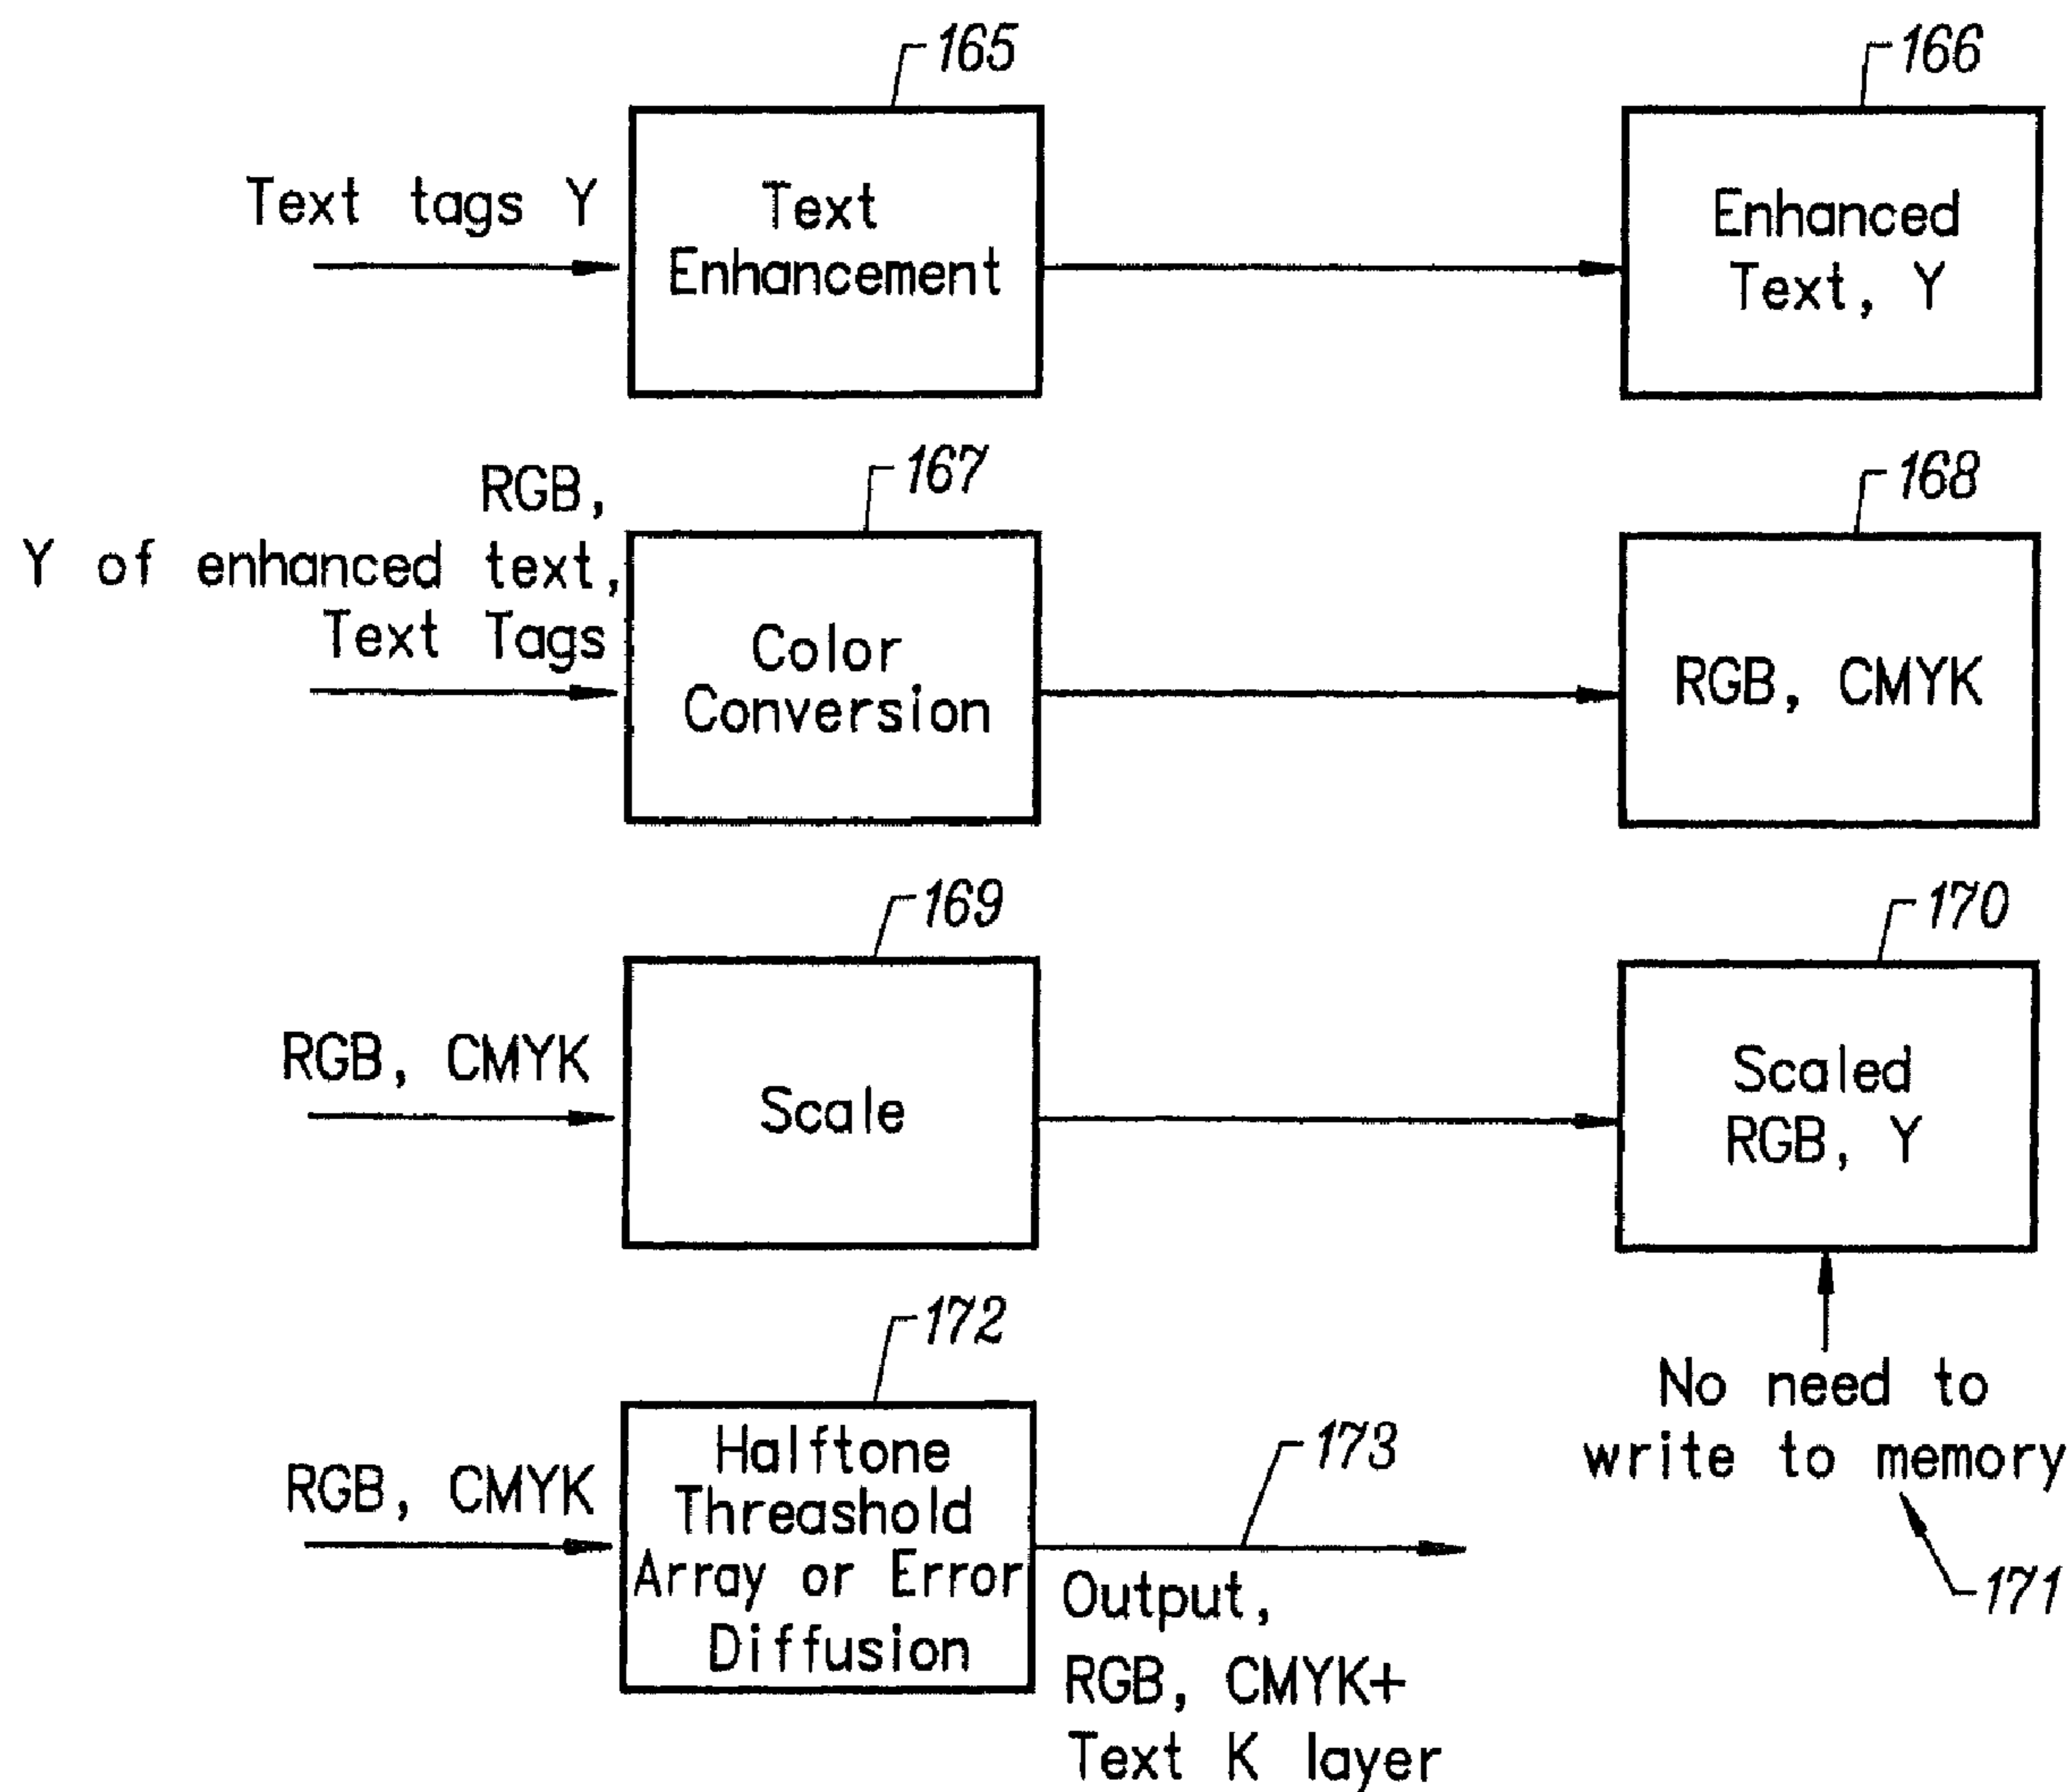 165
166
Text tags Y
Text
Enhancement
Enhanced
Text, Y
167
168
RGB,
Y of enhanced text,
Text Tags
Color
Conversion
RGB, CMYK
169
170
RGB, CMYK
Scale
Scaled
RGB, Y
172
No need to
write to memory
171
RGB, CMYK
Halftone
Threashold
Array or Error
Diffusion
173
Output,
RGB, CMYK+
Text K layer